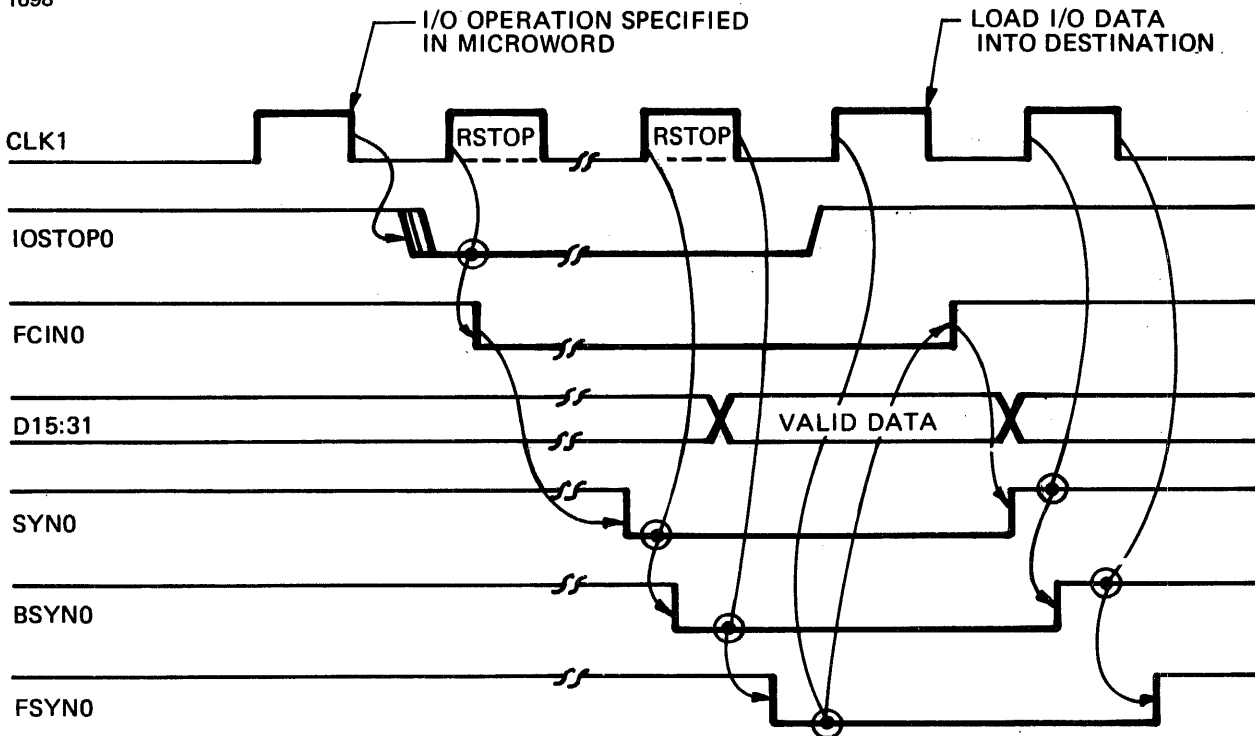 I/O OPERATION SPECIFIED
IN MICROWORD
LOAD I/O DATA
INTO DESTINATION
CLK1
RSTOP
RSTOP
IOSTOP0
FCIN0
D15:31
VALID DATA
SYN0
BSYN0
FSYN0